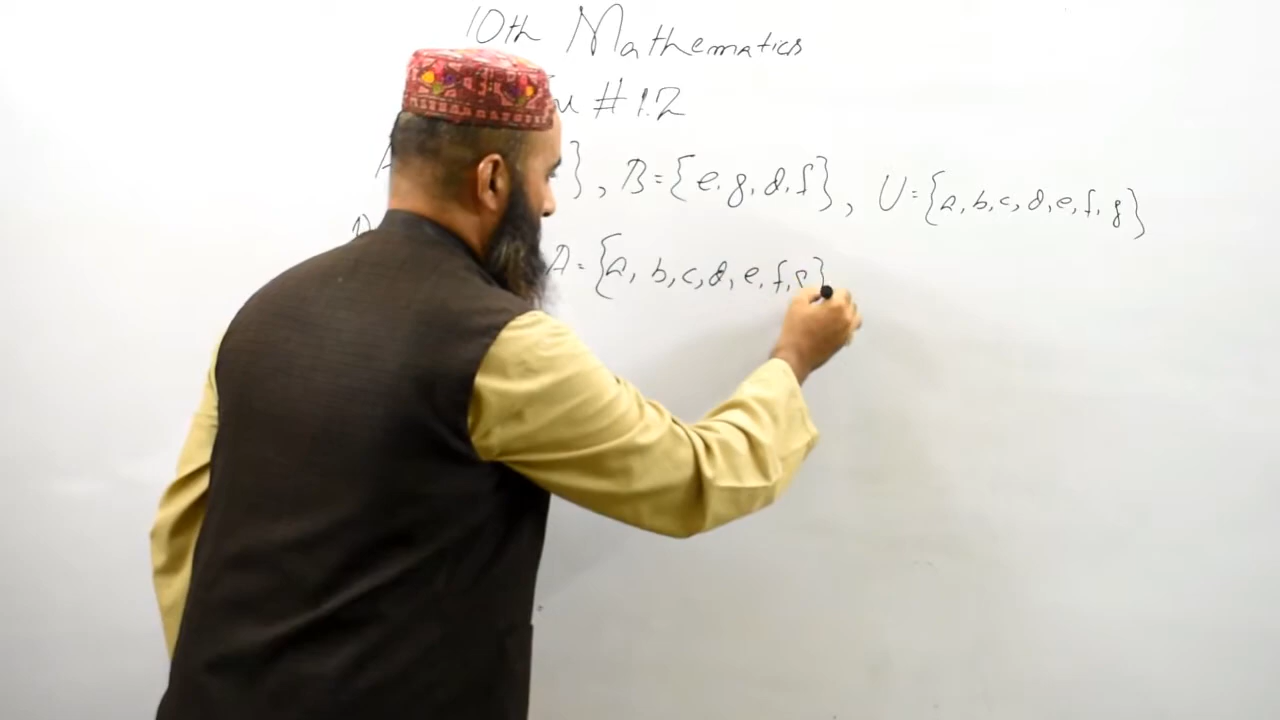 10th Mathematics
# 1.2
}, B={e, g, d, f}, U={a, b, c, d, e, f, g}
A={a, b, c, d, e, f, g}